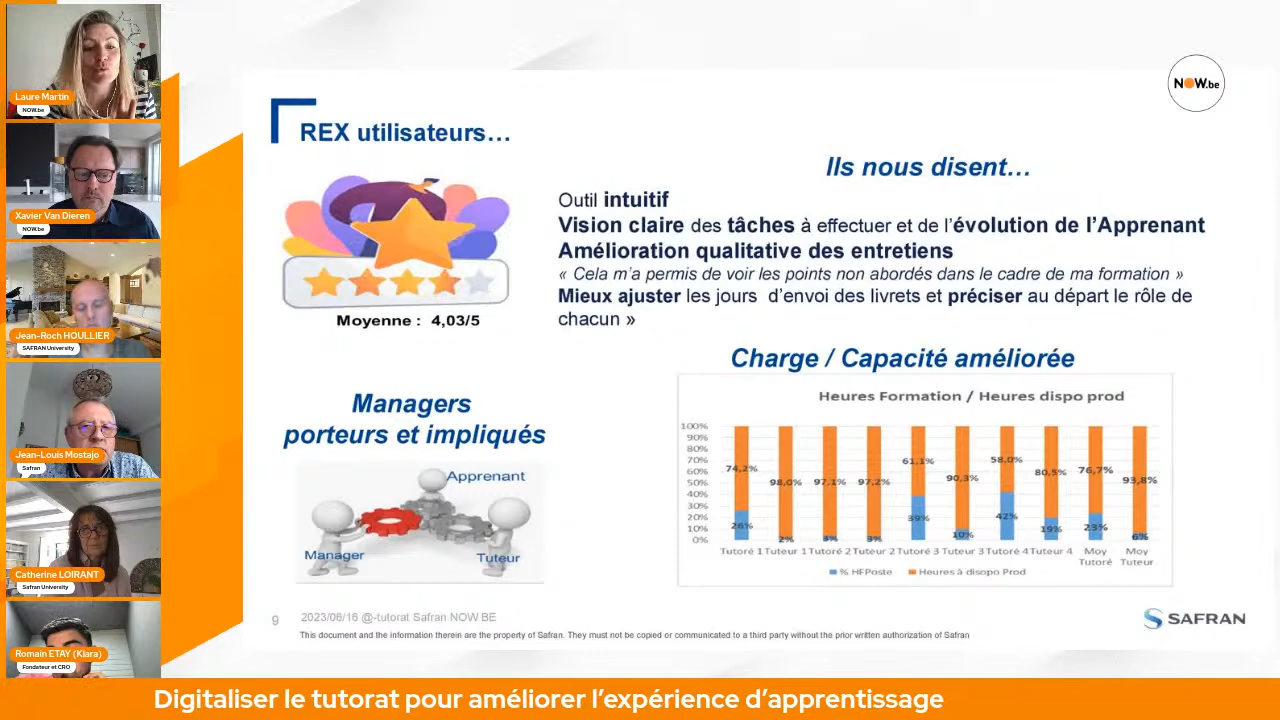 Laure Martin
NOW.be
Xavier Van Dieren
NOW.be
Jean-Roch HOULLIER
SAFRAN University
Jean-Louis Mostajo
Safran
Catherine LOIRANT
Safran University
Romain ETAY (Klara)
Fondateur et CRO
NOW.be
REX utilisateurs…
Moyenne : 4,03/5
Ils nous disent…
Outil intuitif
Vision claire des tâches à effectuer et de l’évolution de l’Apprenant
Amélioration qualitative des entretiens
« Cela m’a permis de voir les points non abordés dans le cadre de ma formation »
Mieux ajuster les jours d’envoi des livrets et préciser au départ le rôle de
chacun »
Managers
porteurs et impliqués
Apprenant
Manager
Tuteur
Charge / Capacité améliorée
Heures Formation / Heures dispo prod
100%
90%
80%
70%
60%
50%
40%
30%
20%
10%
0%
74,2% 98,0% 97,1% 97,2% 61,1% 90,3% 58,0% 80,5% 76,7% 93,8%
26% 2% 3% 3% 39% 10% 42% 19% 23% 6%
Tutoré 1 Tuteur 1 Tutoré 2 Tuteur 2 Tutoré 3 Tuteur 3 Tutoré 4 Tuteur 4 Moy Tutoré Moy Tuteur
% HFPoste Heures à disopo Prod
9 2023/06/16 @-tutorat Safran NOW BE
This document and the information therein are the property of Safran. They must not be copied or communicated to a third party without the prior written authorization of Safran
SAFRAN
Digitaliser le tutorat pour améliorer l’expérience d’apprentissage